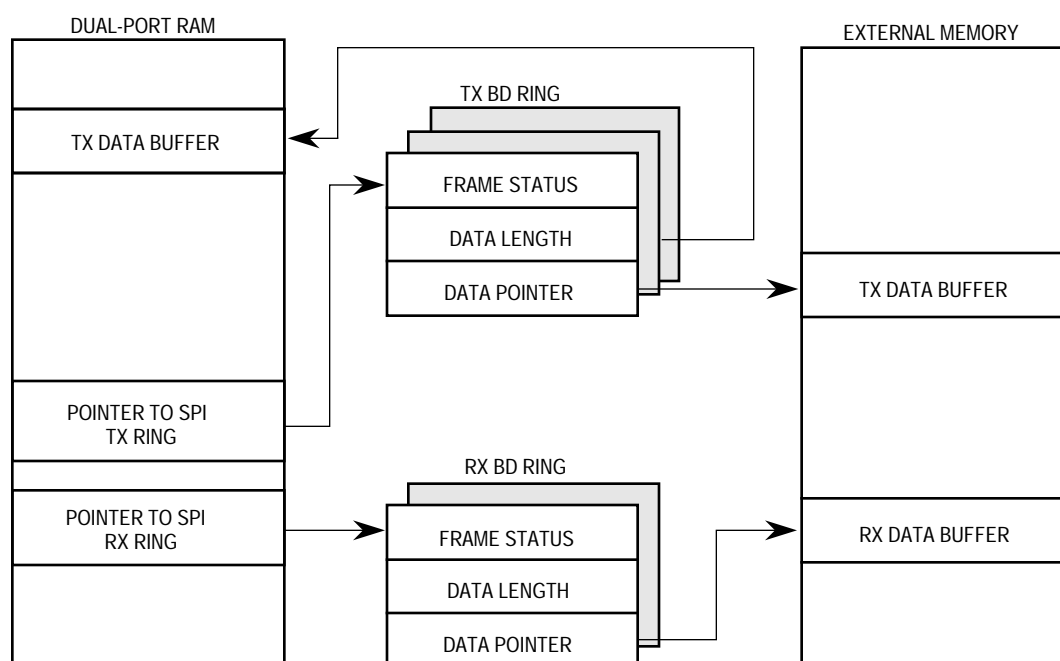 DUAL-PORT RAM
EXTERNAL MEMORY
TX BD RING
TX DATA BUFFER
FRAME STATUS
DATA LENGTH
DATA POINTER
TX DATA BUFFER
POINTER TO SPI
TX RING
RX BD RING
POINTER TO SPI
RX RING
FRAME STATUS
RX DATA BUFFER
DATA LENGTH
DATA POINTER